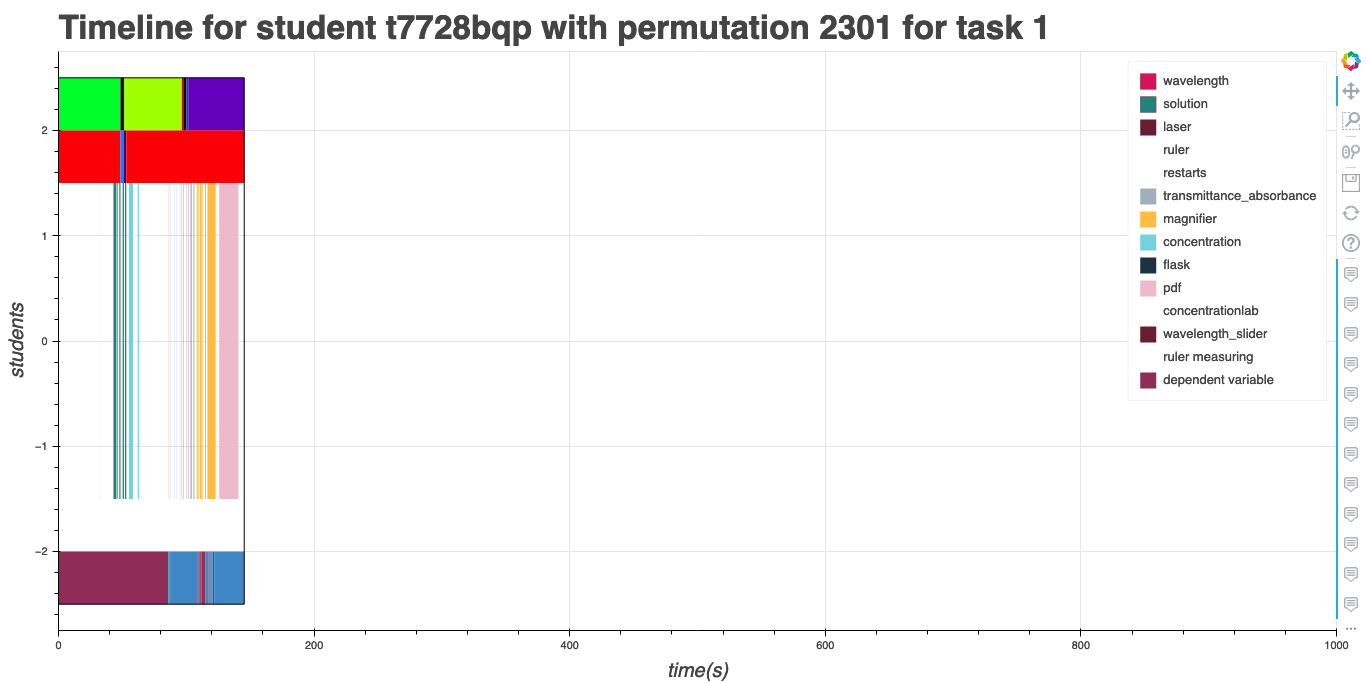 Timeline for student t7728bqp with permutation 2301 for task 1
wavelength
solution
laser
ruler
restarts
transmittance_absorbance
magnifier
concentration
flask
pdf
concentrationlab
wavelength_slider
ruler measuring
dependent variable
students
2
1
0
−1
−2
0 200 400 600 800 1000
time(s)